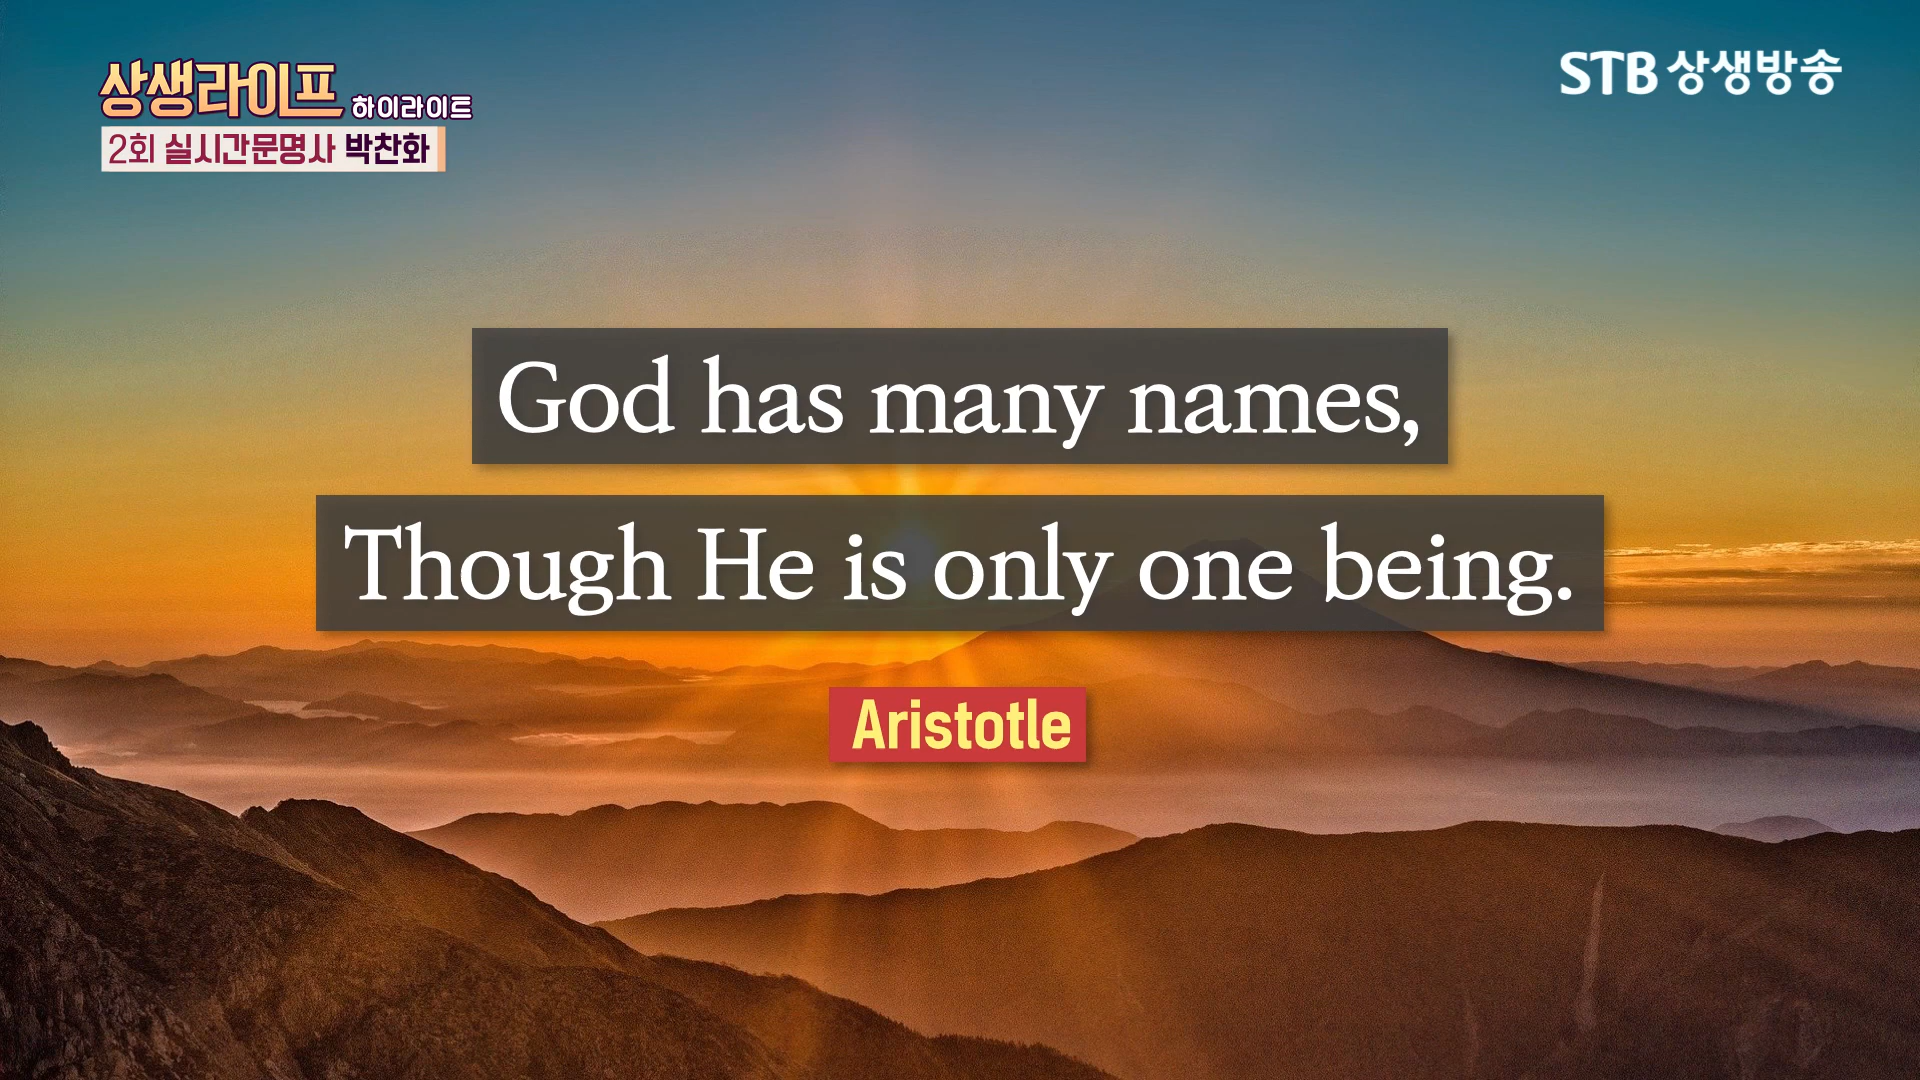 상생라이프 하이라이트
2회 실시간문명사 박찬화
STB 상생방송
God has many names,
Though He is only one being.
Aristotle